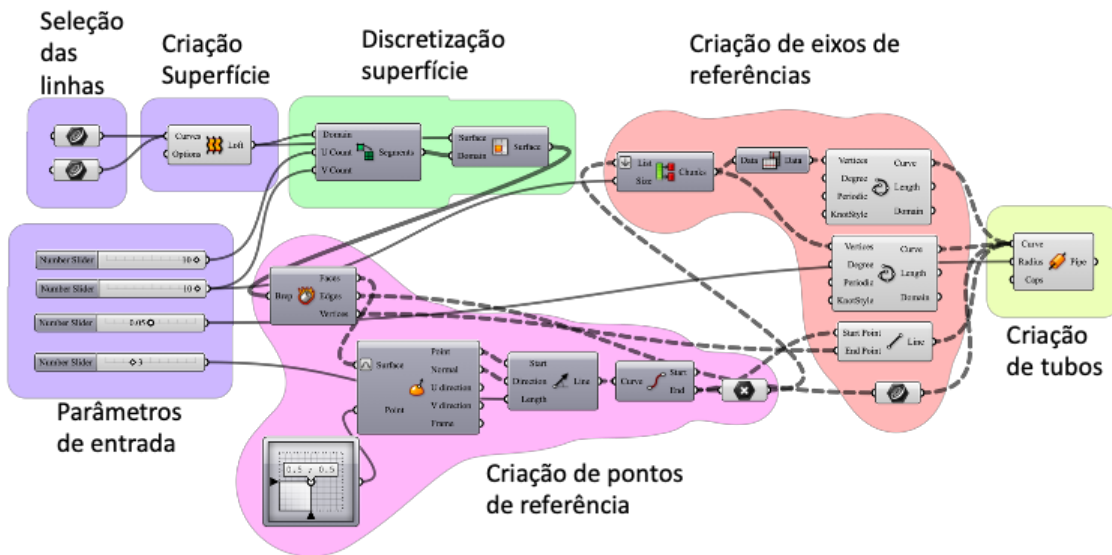 Seleção
das
linhas
Criação
Superfície
Discretização
superfície
Criação de eixos de
referências
Curves
Options
Loft
Domain
U Count
V Count
Segments
Surface
Domain
Surface
List
Size
Chunks
Data
Data
Vertices
Degree
Periodic
KnotStyle
Curve
Length
Domain
Vertices
Degree
Periodic
KnotStyle
Curve
Length
Domain
Curve
Radius
Caps
Pipe
Start Point
End Point
Line
Criação
de tubos
Number Slider
10
Number Slider
10
Number Slider
0.05
Number Slider
3
Parâmetros
de entrada
Brep
Faces
Edges
Vertices
Surface
Point
Point
Normal
U direction
V direction
Frame
Start
Direction
Length
Line
Curve
Start
End
0.5 ; 0.5
Criação de pontos
de referência